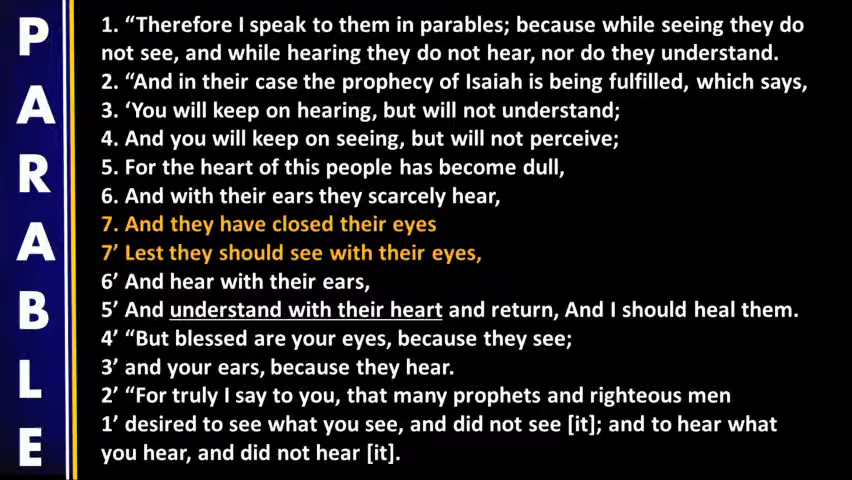 PARABLE
1. “Therefore I speak to them in parables; because while seeing they do
not see, and while hearing they do not hear, nor do they understand.
2. “And in their case the prophecy of Isaiah is being fulfilled, which says,
3. ‘You will keep on hearing, but will not understand;
4. And you will keep on seeing, but will not perceive;
5. For the heart of this people has become dull,
6. And with their ears they scarcely hear,
7. And they have closed their eyes
7’ Lest they should see with their eyes,
6’ And hear with their ears,
5’ And understand with their heart and return, And I should heal them.
4’ “But blessed are your eyes, because they see;
3’ and your ears, because they hear.
2’ “For truly I say to you, that many prophets and righteous men
1’ desired to see what you see, and did not see [it]; and to hear what
you hear, and did not hear [it].